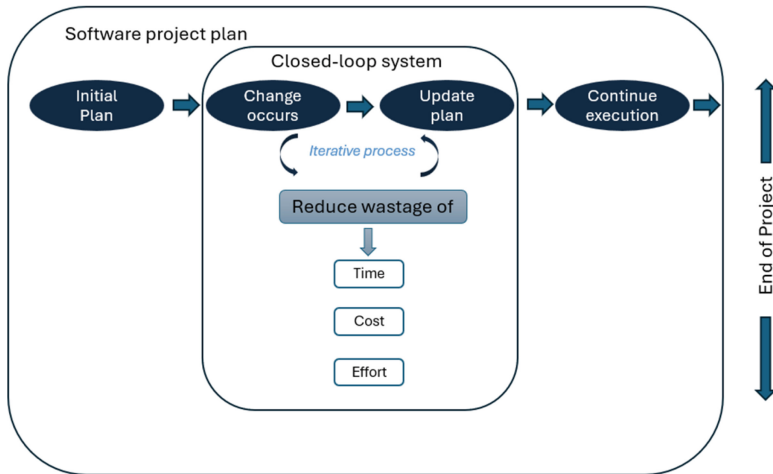 Software project plan
Closed-loop system
Initial
Plan
Change
occurs
Update
plan
Continue
execution
Iterative process
Reduce wastage of
Time
Cost
Effort
End of Project